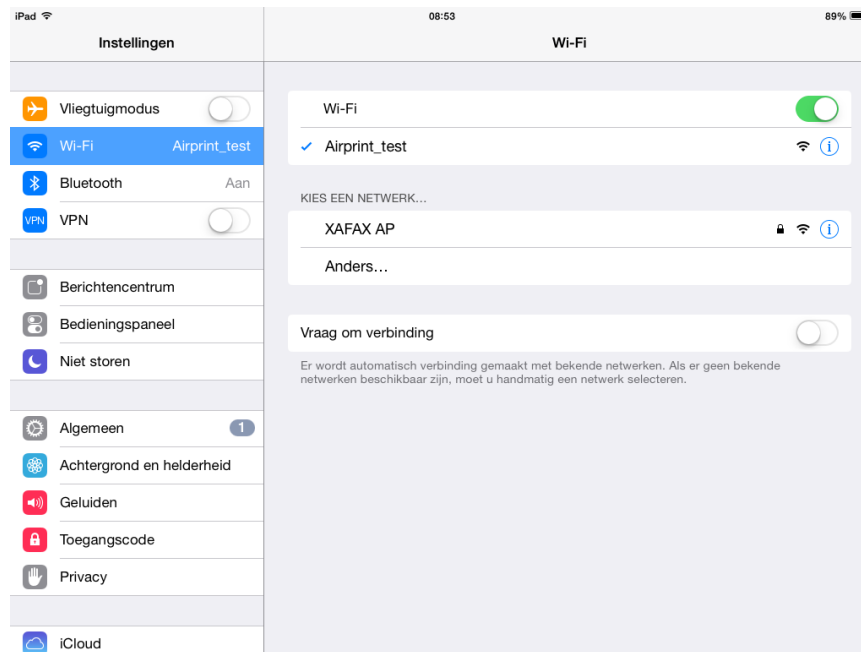 iPad 08:53 89%
Instellingen
Wi-Fi
Vliegtuigmodus
Wi-Fi Airprint_test
Bluetooth Aan
VPN VPN
Berichtencentrum
Bedieningspaneel
Niet storen
Algemeen 1
Achtergrond en helderheid
Geluiden
Toegangscode
Privacy
iCloud
Wi-Fi
Airprint_test
KIES EEN NETWERK...
XAFAX AP
Anders...
Vraag om verbinding
Er wordt automatisch verbinding gemaakt met bekende netwerken. Als er geen bekende
netwerken beschikbaar zijn, moet u handmatig een netwerk selecteren.